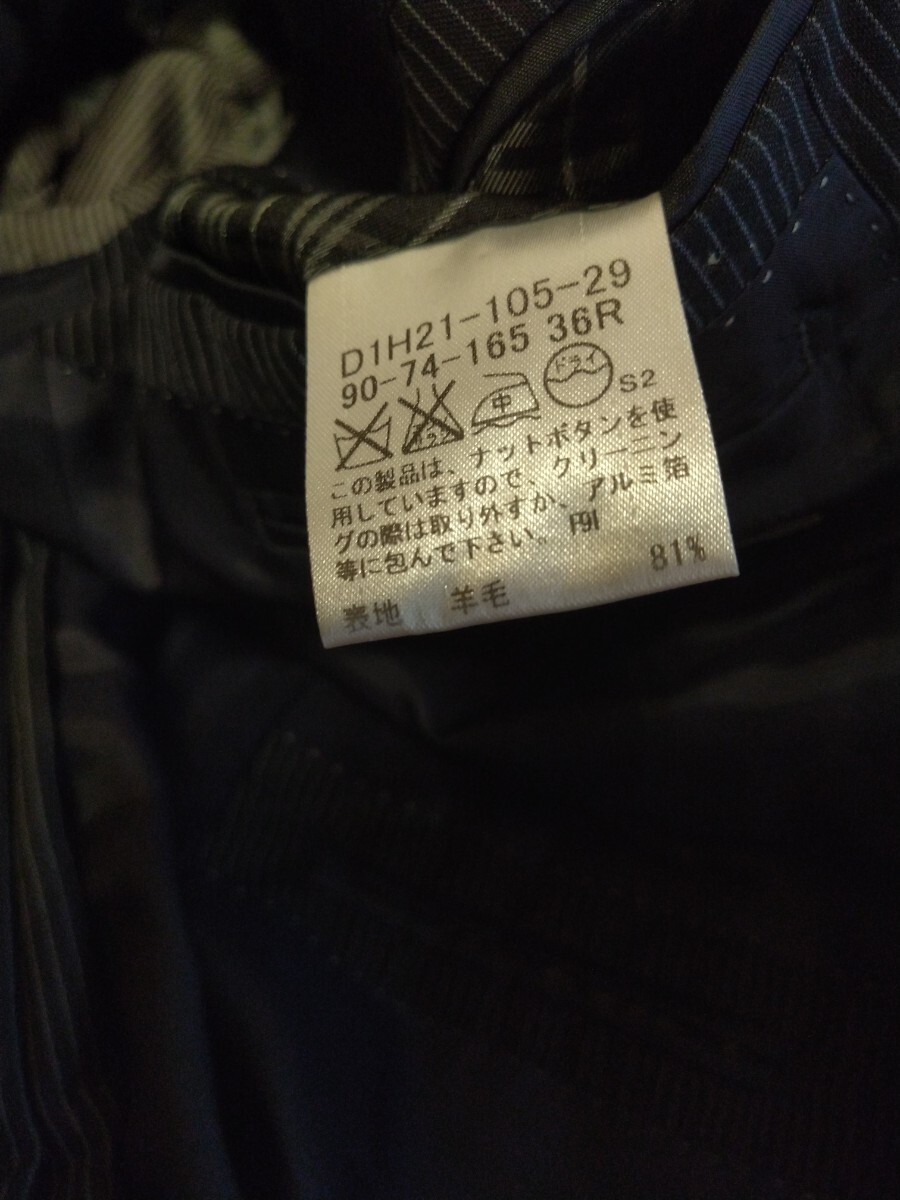 D1H21-105-29
90-74-165 36R
中 ドライ S2
この製品は、ナットボタンを使
用していますので、クリーニン
グの際は取り外すか、アルミ箔
等に包んで下さい。 F9I
表地 羊毛 81%